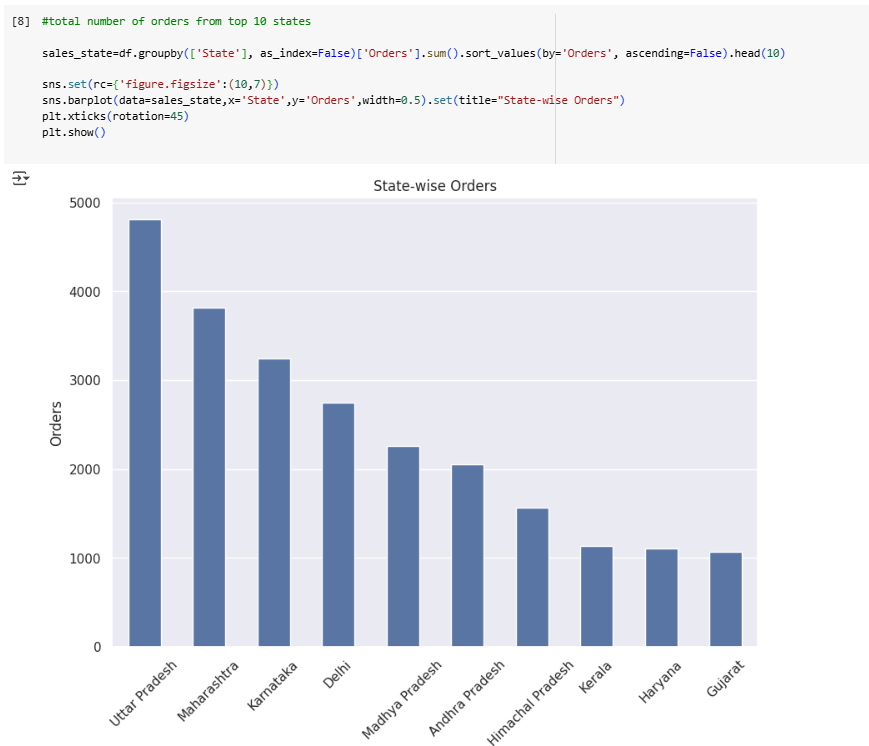 [8] #total number of orders from top 10 states
sales_state=df.groupby(['State'], as_index=False)['Orders'].sum().sort_values(by='Orders', ascending=False).head(10)
sns.set(rc={'figure.figsize':(10,7)})
sns.barplot(data=sales_state,x='State',y='Orders',width=0.5).set(title="State-wise Orders")
plt.xticks(rotation=45)
plt.show()
State-wise Orders
5000
4000
3000
2000
1000
0
Orders
Uttar Pradesh
Maharashtra
Karnataka
Delhi
Madhya Pradesh
Andhra Pradesh
Himachal Pradesh
Kerala
Haryana
Gujarat